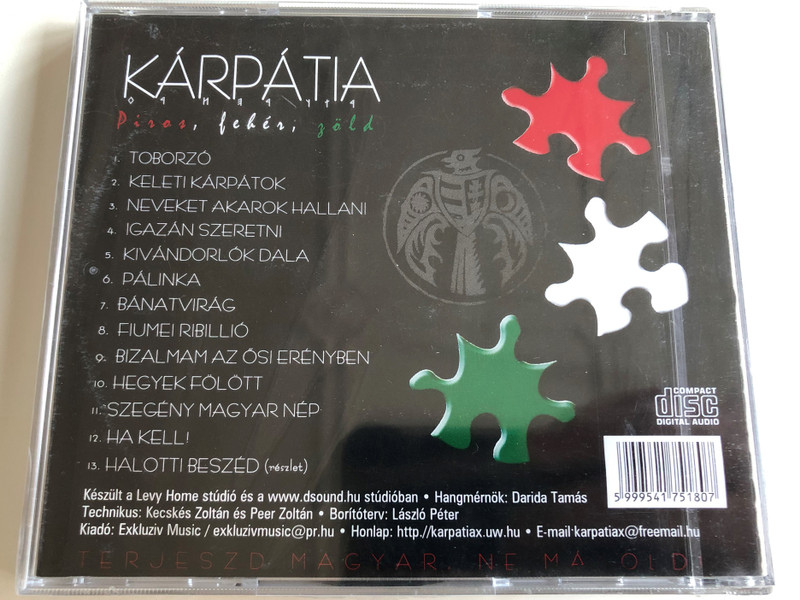 KÁRPÁTIA
Piros, fehér, zöld
1. TOBORZÓ
2. KELETI KÁRPÁTOK
3. NEVEKET AKAROK HALLANI
4. IGAZÁN SZERETNI
5. KIVÁNDORLÓK DALA
6. PÁLINKA
7. BÁNATVIRÁG
8. FIUMEI RIBILLIÓ
9. BIZALMAM AZ ŐSI ERÉNYBEN
10. HEGYEK FÖLÖTT
11. SZEGÉNY MAGYAR NÉP
12. HA KELL!
13. HALOTTI BESZÉD (részlet)
COMPACT
disc
DIGITAL AUDIO
5 999541 751807
Készült a Levy Home stúdió és a www.dsound.hu stúdióban • Hangmérnök: Darida Tamás
Technikus: Kecskés Zoltán és Peer Zoltán • Borítóterv: László Péter
Kiadó: Exkluziv Music / exkluzivmusic@pr.hu • Honlap: http://karpatiax.uw.hu • E-mail:karpatiax@freemail.hu
TERJESZD MAGYAR, NE MÁ